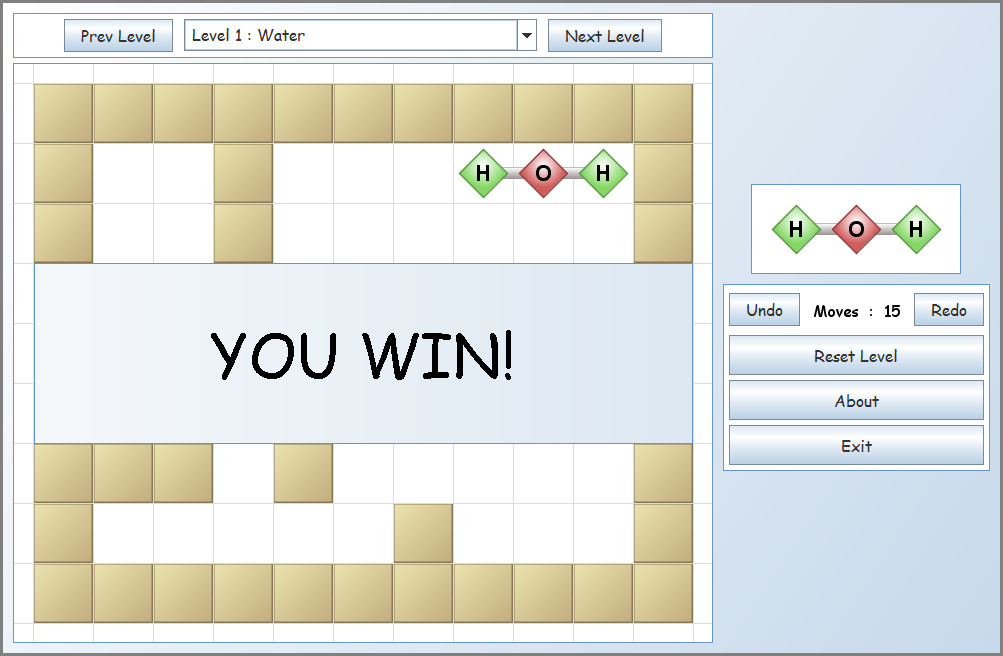 Prev Level
Level 1 : Water
Next Level
H O H
H O H
YOU WIN!
Undo
Moves : 15
Redo
Reset Level
About
Exit